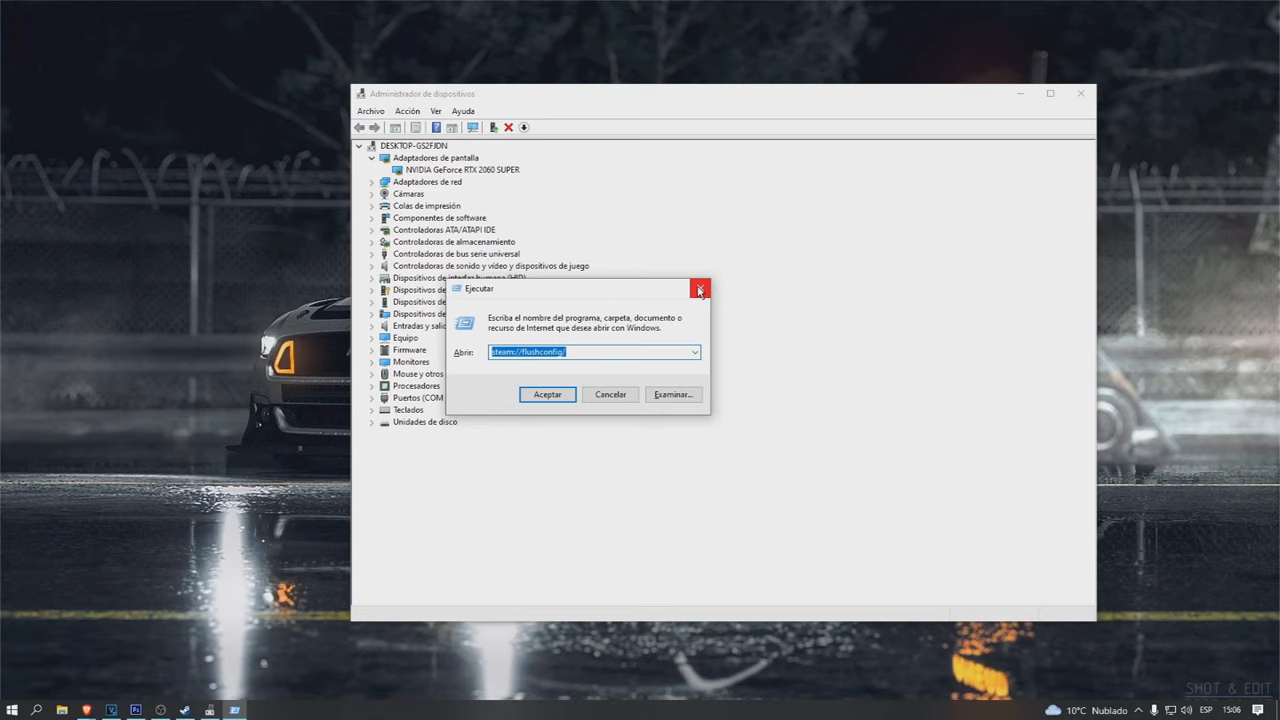 Administrador de dispositivos
Archivo Acción Ver Ayuda
DESKTOP-GS2FJDN
Adaptadores de pantalla
NVIDIA GeForce RTX 2060 SUPER
Adaptadores de red
Cámaras
Colas de impresión
Componentes de software
Controladoras ATA/ATAPI IDE
Controladoras de almacenamiento
Controladoras de bus serie universal
Controladoras de sonido y vídeo y dispositivos de juego
Dispositivos de interfaz humana (HID)
Dispositivos de
Dispositivos de
Dispositivos de
Entradas y sali
Equipo
Firmware
Monitores
Mouse y otros
Procesadores
Puertos (COM
Teclados
Unidades de disco
Ejecutar
Escriba el nombre del programa, carpeta, documento o
recurso de Internet que desea abrir con Windows.
Abrir: steam://flushconfig/
Aceptar Cancelar Examinar...
SHOT & EDIT
10°C Nublado ESP 15:06